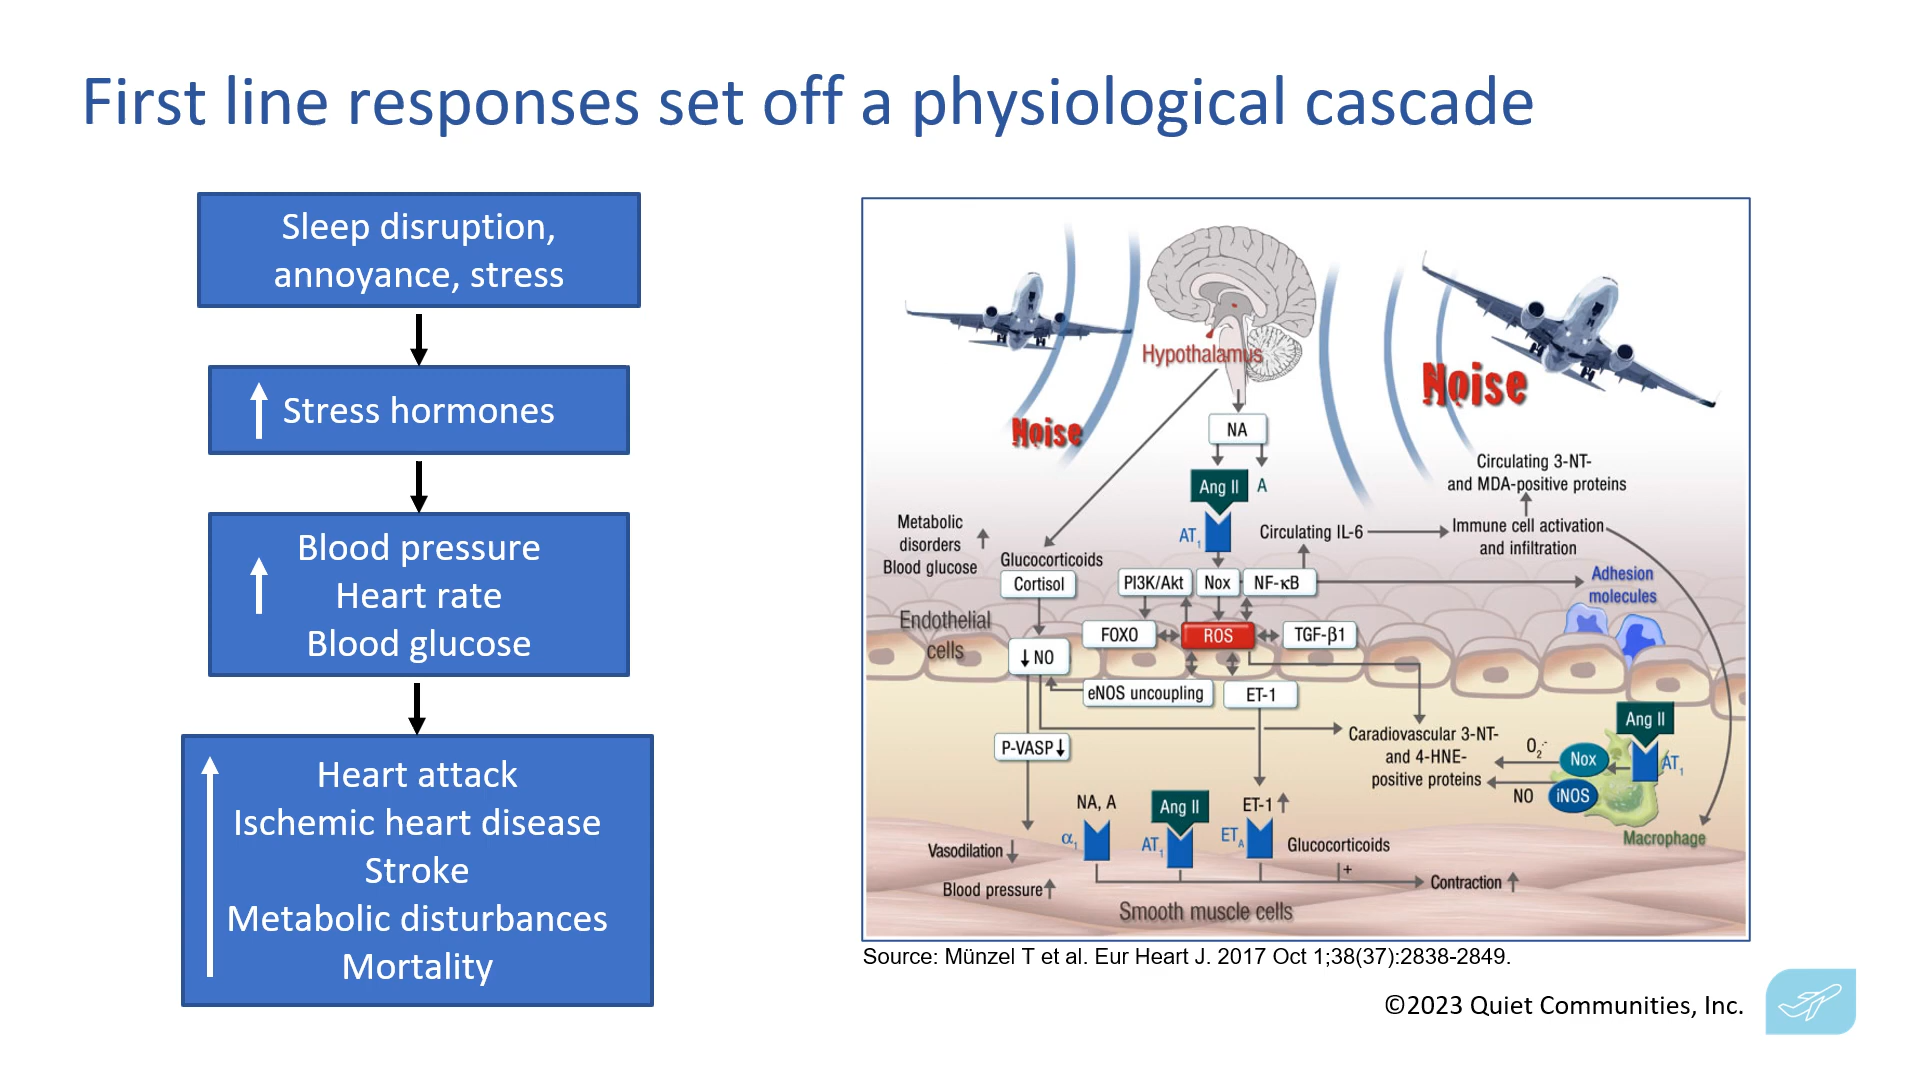 First line responses set off a physiological cascade
Sleep disruption,
annoyance, stress
Stress hormones
Blood pressure
Heart rate
Blood glucose
Heart attack
Ischemic heart disease
Stroke
Metabolic disturbances
Mortality
Hypothalamus
Noise
Noise
NA
Ang II
A
AT1
Circulating 3-NT-
and MDA-positive proteins
Circulating IL-6
Immune cell activation
and infiltration
Metabolic
disorders
Blood glucose
Glucocorticoids
Cortisol
PI3K/Akt
Nox
NF-κB
Adhesion
molecules
Endothelial
cells
FOXO
ROS
TGF-β1
↓ NO
eNOS uncoupling
ET-1
P-VASP↓
Caradiovascular 3-NT-
and 4-HNE-
positive proteins
O2·-
NO
Nox
iNOS
Ang II
AT1
Macrophage
NA, A
α1
Ang II
AT1
ET-1↑
ETA
Glucocorticoids
+
Vasodilation↓
Blood pressure↑
Contraction ↑
Smooth muscle cells
Source: Münzel T et al. Eur Heart J. 2017 Oct 1;38(37):2838-2849.
©2023 Quiet Communities, Inc.